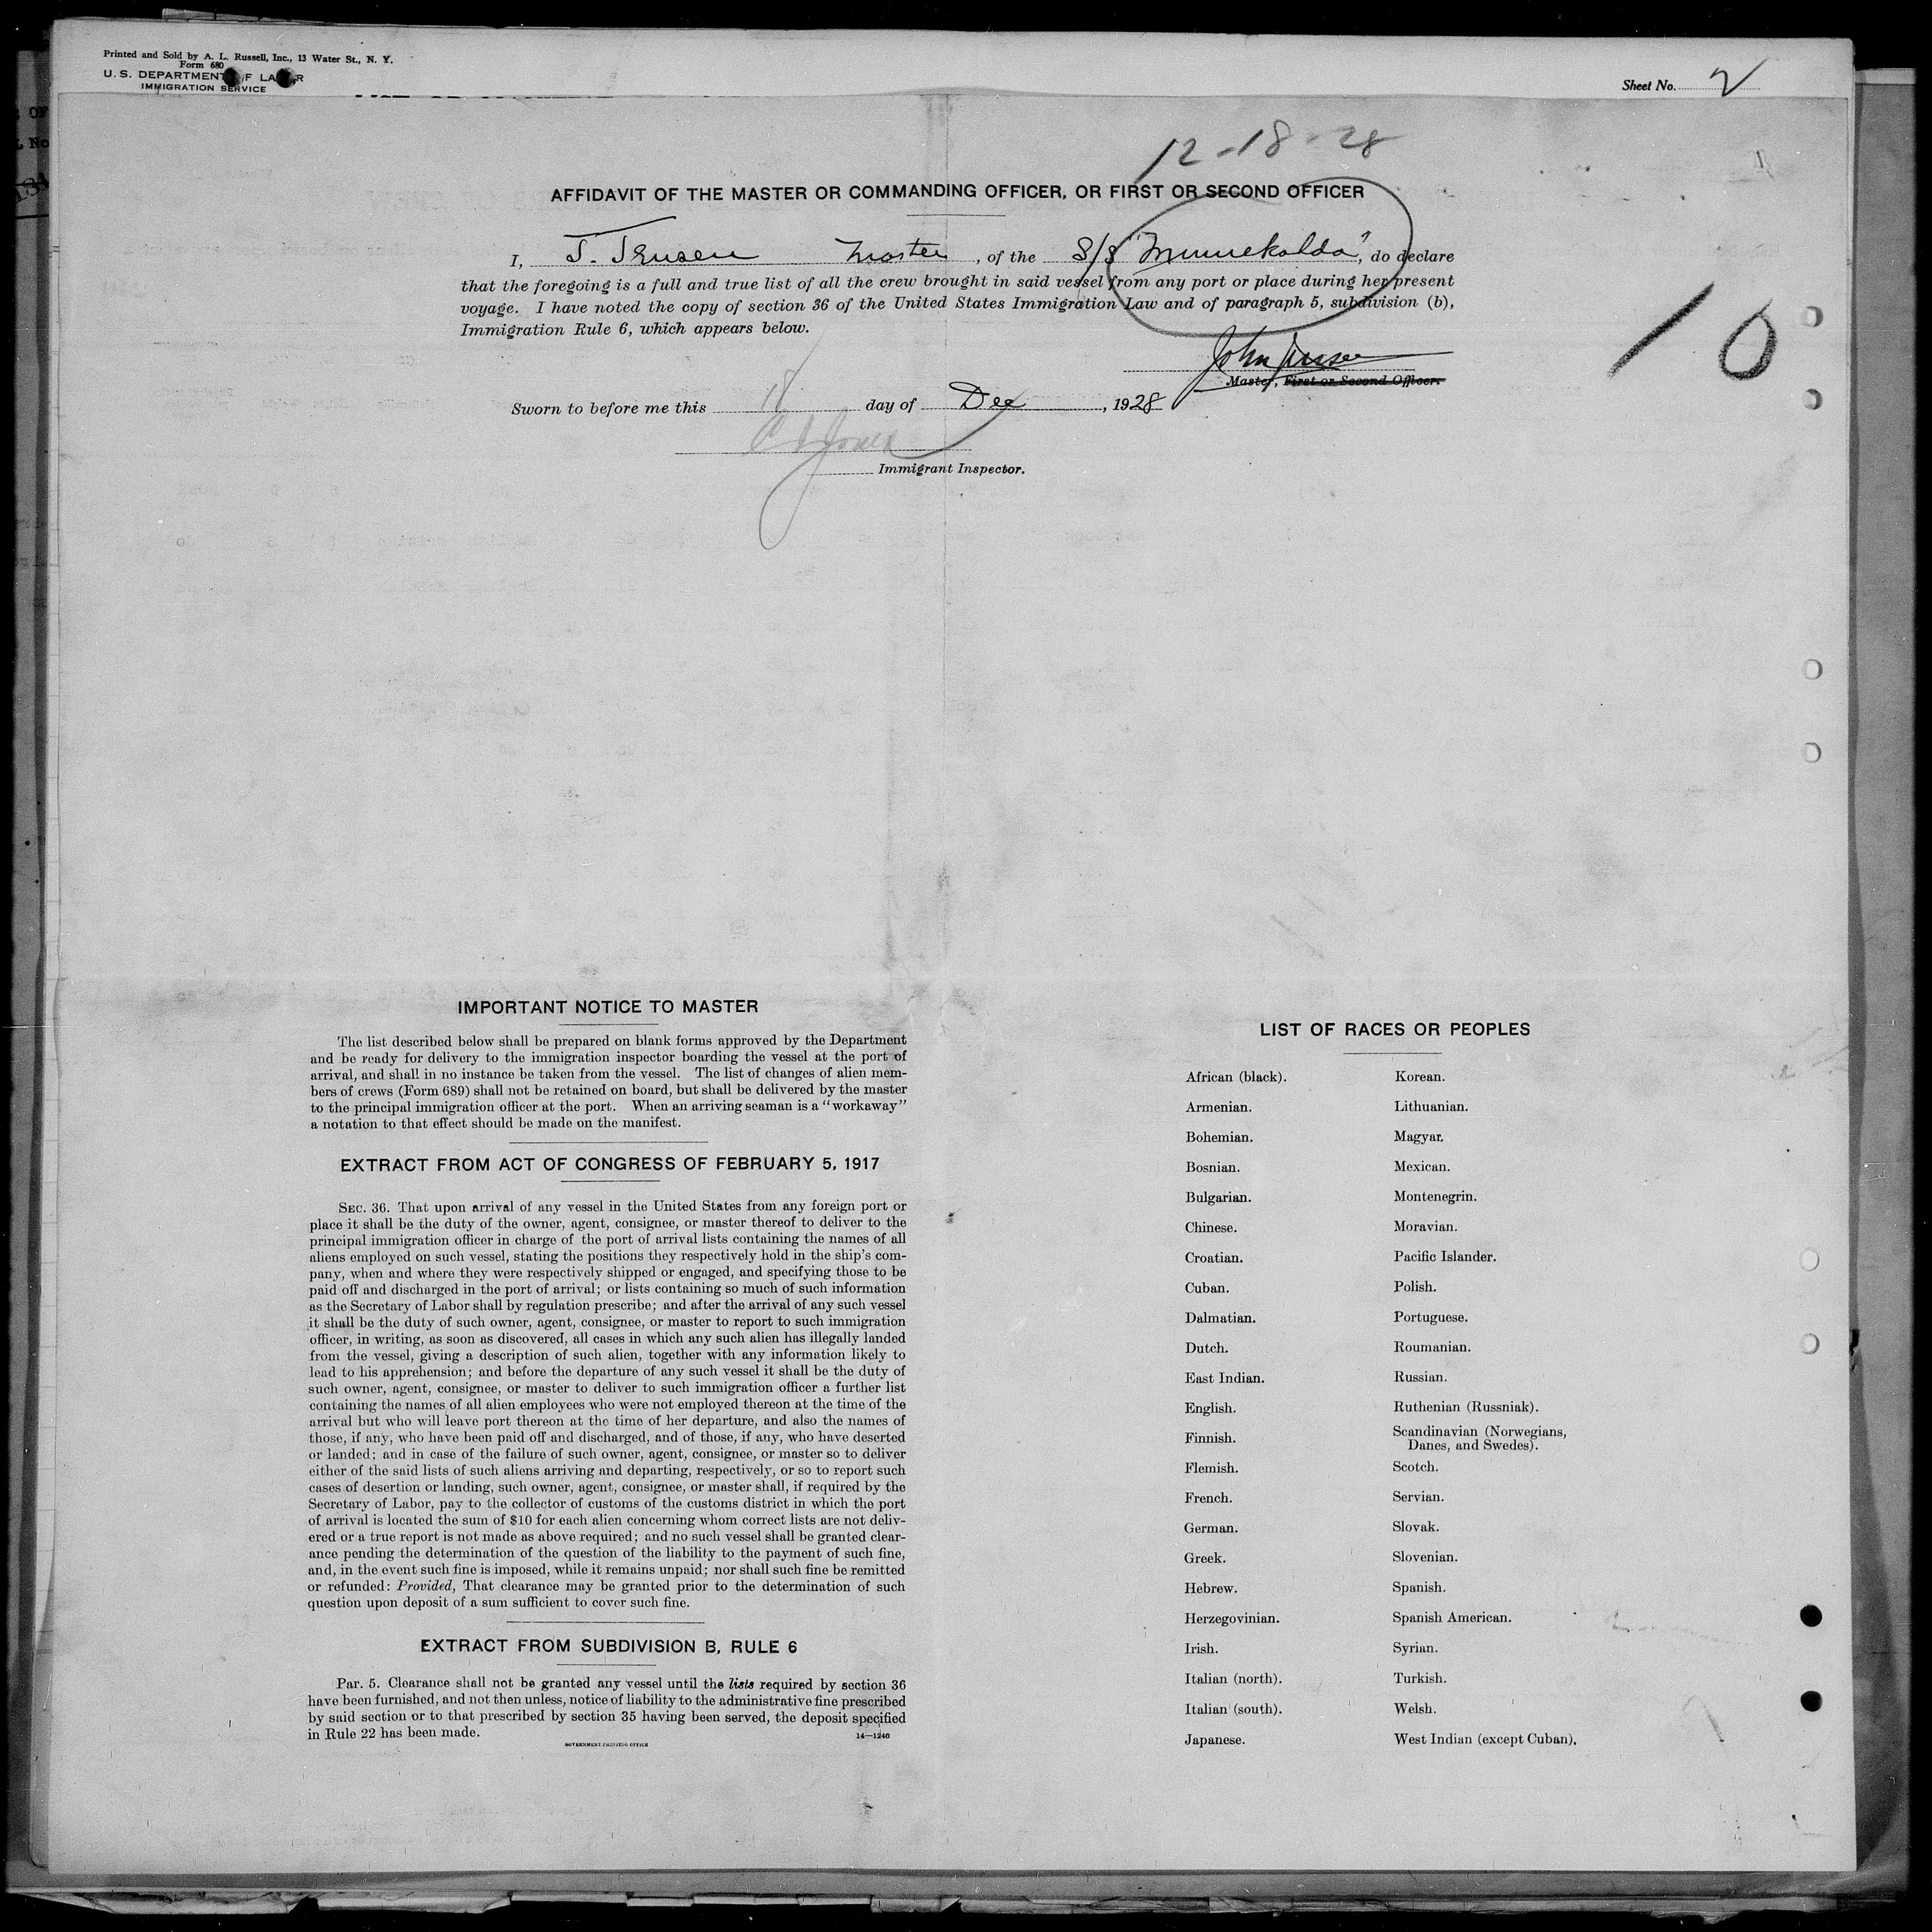 Printed and Sold by A. L. Russell, Inc., 13 Water St., N. Y.
Form 680
U. S. DEPARTMENT OF LABOR
IMMIGRATION SERVICE
Sheet No. 2
12-18-28
AFFIDAVIT OF THE MASTER OR COMMANDING OFFICER, OR FIRST OR SECOND OFFICER
I, J. Jensen Master, of the S/S "Munnekolda", do declare
that the foregoing is a full and true list of all the crew brought in said vessel from any port or place during her present
voyage. I have noted the copy of section 36 of the United States Immigration Law and of paragraph 5, subdivision (b),
Immigration Rule 6, which appears below.
10
John Jensen
Master, First or Second Officer.
Sworn to before me this 18 day of Dec, 1928
Jones
Immigrant Inspector.
IMPORTANT NOTICE TO MASTER
The list described below shall be prepared on blank forms approved by the Department
and be ready for delivery to the immigration inspector boarding the vessel at the port of
arrival, and shall in no instance be taken from the vessel. The list of changes of alien mem-
bers of crews (Form 689) shall not be retained on board, but shall be delivered by the master
to the principal immigration officer at the port. When an arriving seaman is a "workaway"
a notation to that effect should be made on the manifest.
EXTRACT FROM ACT OF CONGRESS OF FEBRUARY 5, 1917
SEC. 36. That upon arrival of any vessel in the United States from any foreign port or
place it shall be the duty of the owner, agent, consignee, or master thereof to deliver to the
principal immigration officer in charge of the port of arrival lists containing the names of all
aliens employed on such vessel, stating the positions they respectively hold in the ship's com-
pany, when and where they were respectively shipped or engaged, and specifying those to be
paid off and discharged in the port of arrival; or lists containing so much of such information
as the Secretary of Labor shall by regulation prescribe; and after the arrival of any such vessel
it shall be the duty of such owner, agent, consignee, or master to report to such immigration
officer, in writing, as soon as discovered, all cases in which any such alien has illegally landed
from the vessel, giving a description of such alien, together with any information likely to
lead to his apprehension; and before the departure of any such vessel it shall be the duty of
such owner, agent, consignee, or master to deliver to such immigration officer a further list
containing the names of all alien employees who were not employed thereon at the time of the
arrival but who will leave port thereon at the time of her departure, and also the names of
those, if any, who have been paid off and discharged, and of those, if any, who have deserted
or landed; and in case of the failure of such owner, agent, consignee, or master so to deliver
either of the said lists of such aliens arriving and departing, respectively, or so to report such
cases of desertion or landing, such owner, agent, consignee, or master shall, if required by the
Secretary of Labor, pay to the collector of customs of the customs district in which the port
of arrival is located the sum of $10 for each alien concerning whom correct lists are not deliv-
ered or a true report is not made as above required; and no such vessel shall be granted clear-
ance pending the determination of the question of the liability to the payment of such fine,
and, in the event such fine is imposed, while it remains unpaid; nor shall such fine be remitted
or refunded: Provided, That clearance may be granted prior to the determination of such
question upon deposit of a sum sufficient to cover such fine.
EXTRACT FROM SUBDIVISION B, RULE 6
Par. 5. Clearance shall not be granted any vessel until the lists required by section 36
have been furnished, and not then unless, notice of liability to the administrative fine prescribed
by said section or to that prescribed by section 35 having been served, the deposit specified
in Rule 22 has been made.
14—1240
GOVERNMENT PRINTING OFFICE
LIST OF RACES OR PEOPLES
African (black).
Armenian.
Bohemian.
Bosnian.
Bulgarian.
Chinese.
Croatian.
Cuban.
Dalmatian.
Dutch.
East Indian.
English.
Finnish.
Flemish.
French.
German.
Greek.
Hebrew.
Herzegovinian.
Irish.
Italian (north).
Italian (south).
Japanese.
Korean.
Lithuanian.
Magyar.
Mexican.
Montenegrin.
Moravian.
Pacific Islander.
Polish.
Portuguese.
Roumanian.
Russian.
Ruthenian (Russniak).
Scandinavian (Norwegians,
Danes, and Swedes).
Scotch.
Servian.
Slovak.
Slovenian.
Spanish.
Spanish American.
Syrian.
Turkish.
Welsh.
West Indian (except Cuban).